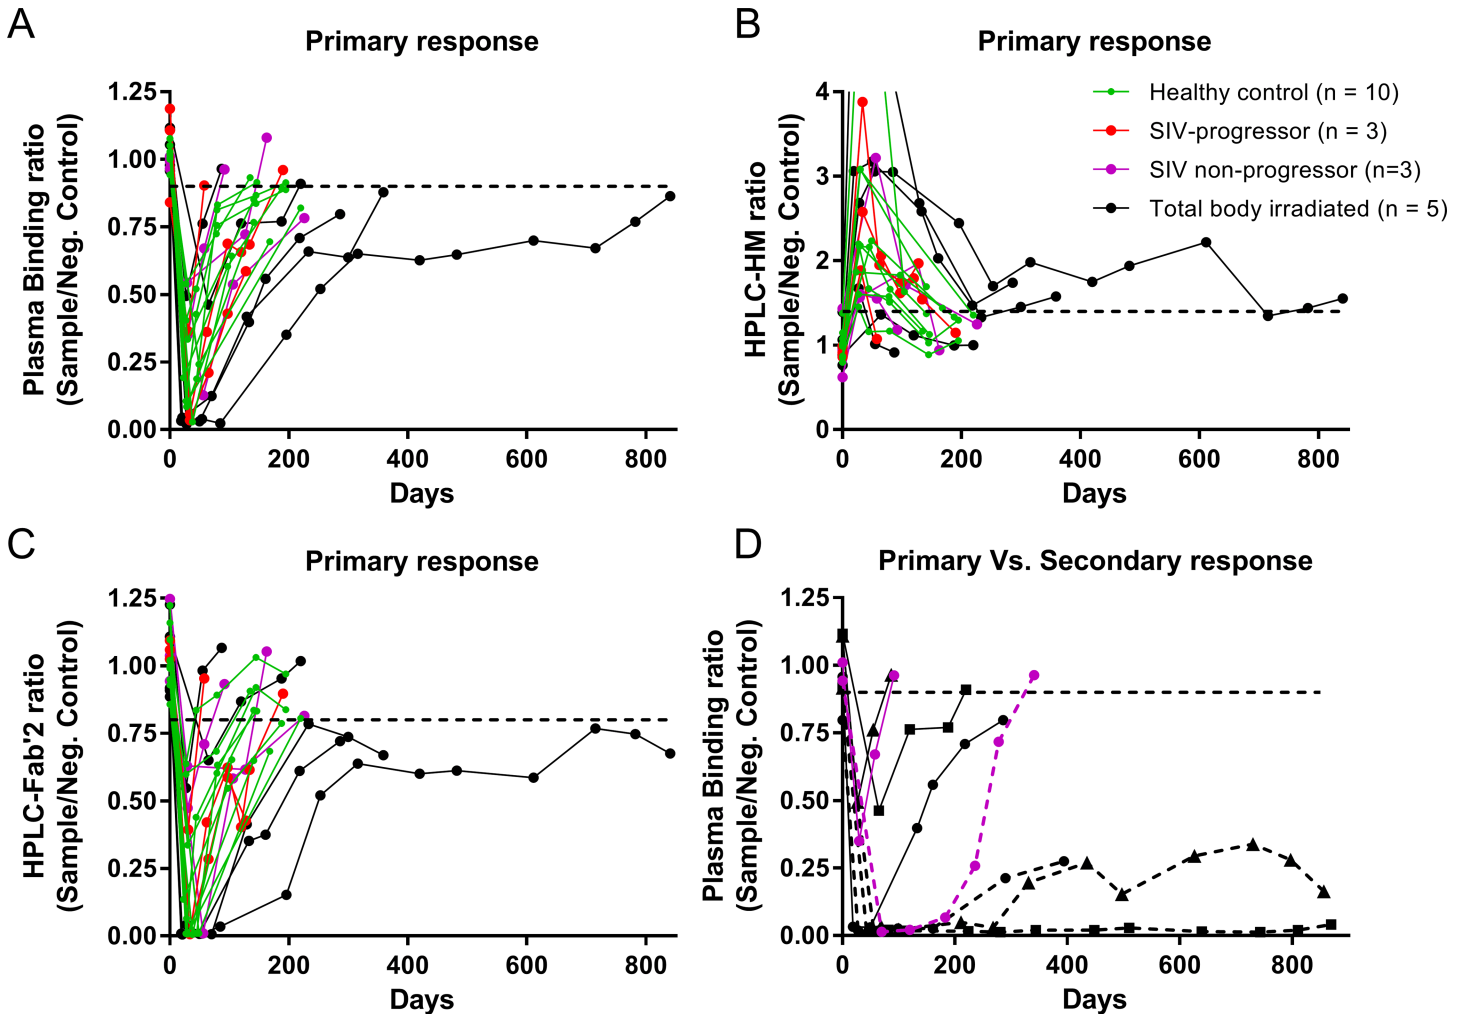 A
Primary response
Plasma Binding ratio
(Sample/Neg. Control)
1.25
1.00
0.75
0.50
0.25
0.00
0 200 400 600 800
Days
B
Primary response
HPLC-HM ratio
(Sample/Neg. Control)
4
3
2
1
0
0 200 400 600 800
Days
Healthy control (n = 10)
SIV-progressor (n = 3)
SIV non-progressor (n=3)
Total body irradiated (n = 5)
C
Primary response
HPLC-Fab'2 ratio
(Sample/Neg. Control)
1.25
1.00
0.75
0.50
0.25
0.00
0 200 400 600 800
Days
D
Primary Vs. Secondary response
Plasma Binding ratio
(Sample/Neg. Control)
1.25
1.00
0.75
0.50
0.25
0.00
0 200 400 600 800
Days